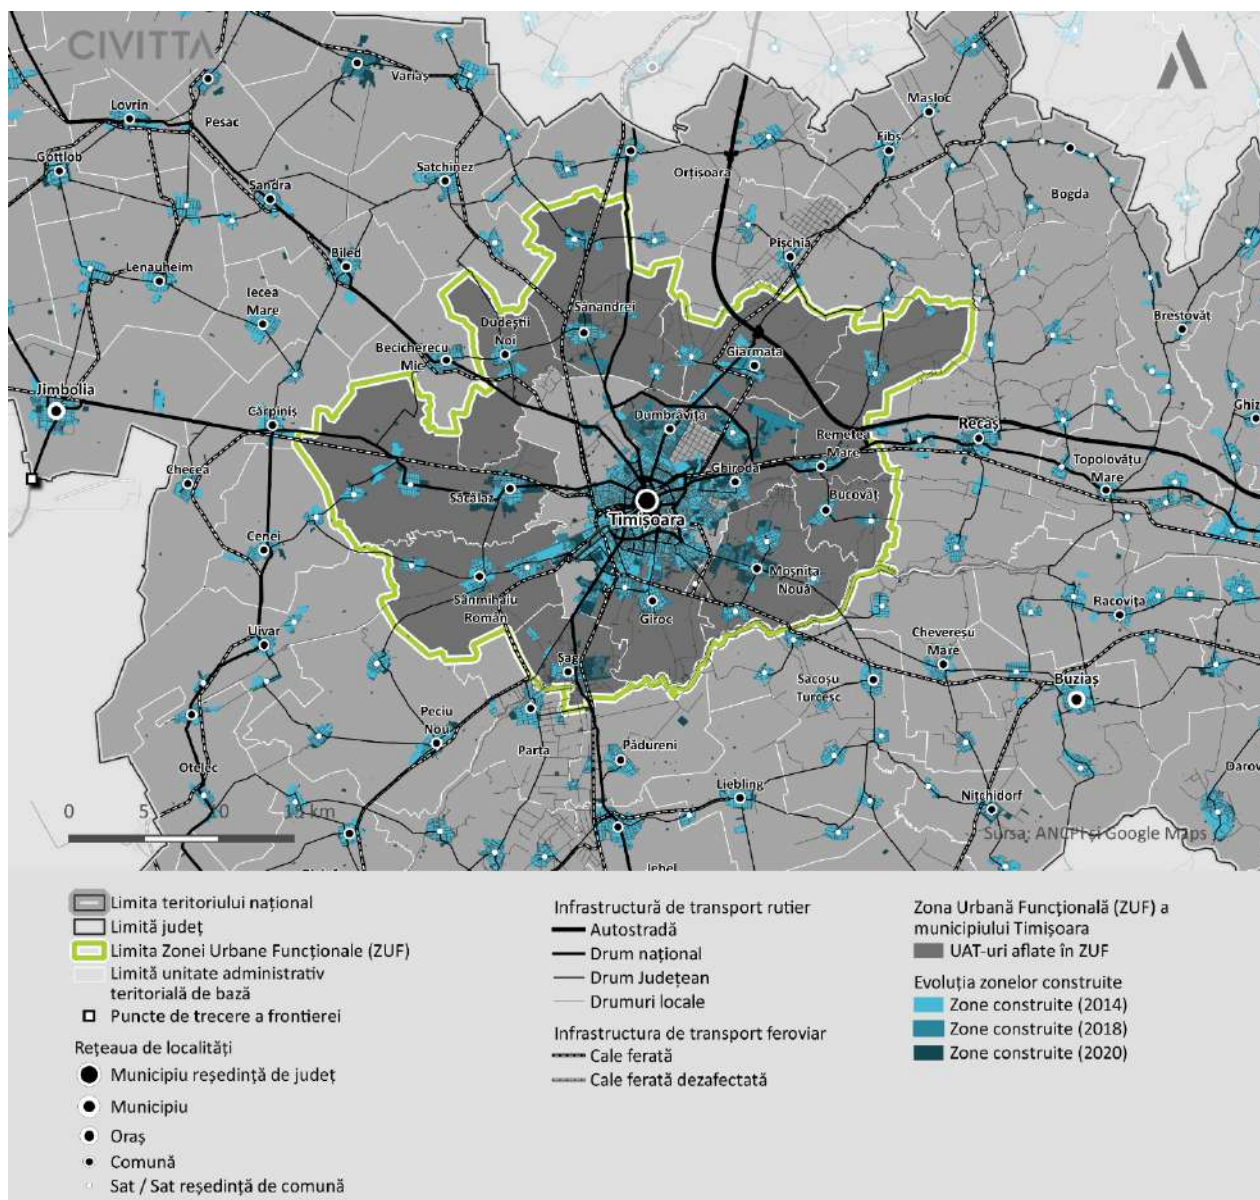 CIVITTA
Variaș
Lovrin
Pesac
Masloc
Fibș
Gottlob
Satchinez
Orțișoara
Sandra
Bogda
Pișchia
Biled
Lenauheim
Iecea
Mare
Sânandrei
Brestovăț
Dudeștii
Noi
Becicherecu
Mic
Giarmata
Jimbolia
Cărpiniș
Dumbrăvița
Recaș
Remetea
Mare
Checea
Ghiroda
Topolovățu
Mare
Săcălaz
Bucovăț
Timișoara
Cenei
Moșnița
Nouă
Sânmihaiu
Român
Giroc
Racovița
Uivar
Cheveresu
Mare
Șag
Sacoșu
Turcesc
Buziaș
Peciu
Nou
Parta
Pădureni
Otelec
Liebling
Nițchidorf
0 5 10 15 km
Sursa: ANCPI și Google Maps
Jebel
Limita teritoriului național
Limită județ
Limita Zonei Urbane Funcționale (ZUF)
Limită unitate administrativ
teritorială de bază
Puncte de trecere a frontierei
Rețeaua de localități
Municipiu reședință de județ
Municipiu
Oraș
Comună
Sat / Sat reședință de comună
Infrastructură de transport rutier
Autostradă
Drum național
Drum Județean
Drumuri locale
Infrastructura de transport feroviar
Cale ferată
Cale ferată dezafectată
Zona Urbană Funcțională (ZUF) a
municipiului Timișoara
UAT-uri aflate în ZUF
Evoluția zonelor construite
Zone construite (2014)
Zone construite (2018)
Zone construite (2020)